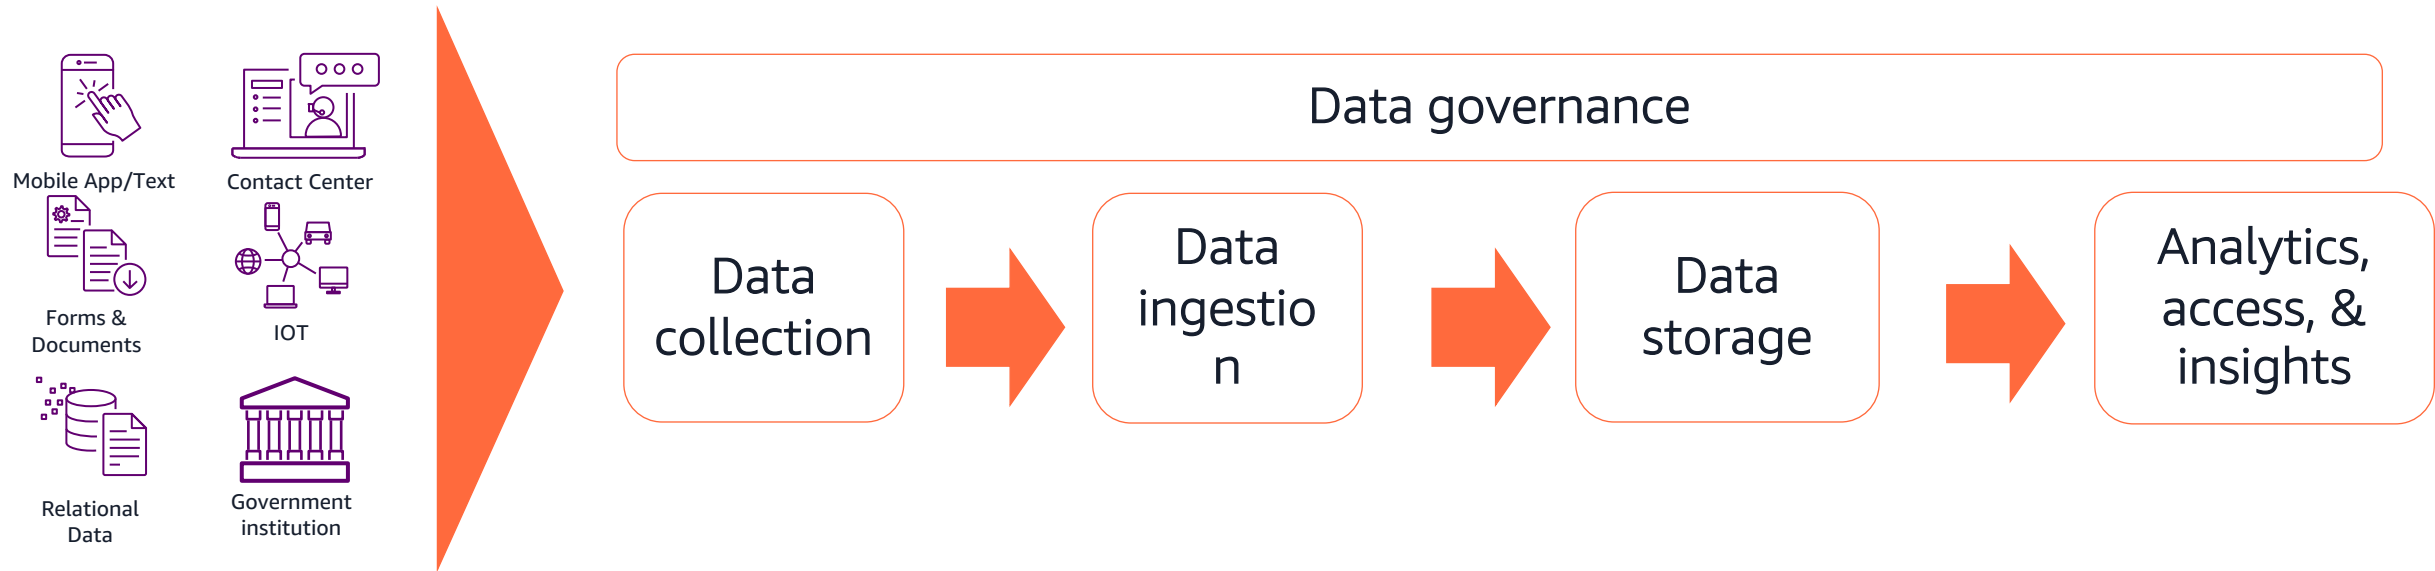 Mobile App/Text
Contact Center
Forms &
Documents
IOT
Relational
Data
Government
institution
Data governance
Data
collection
Data
ingestio
n
Data
storage
Analytics,
access, &
insights